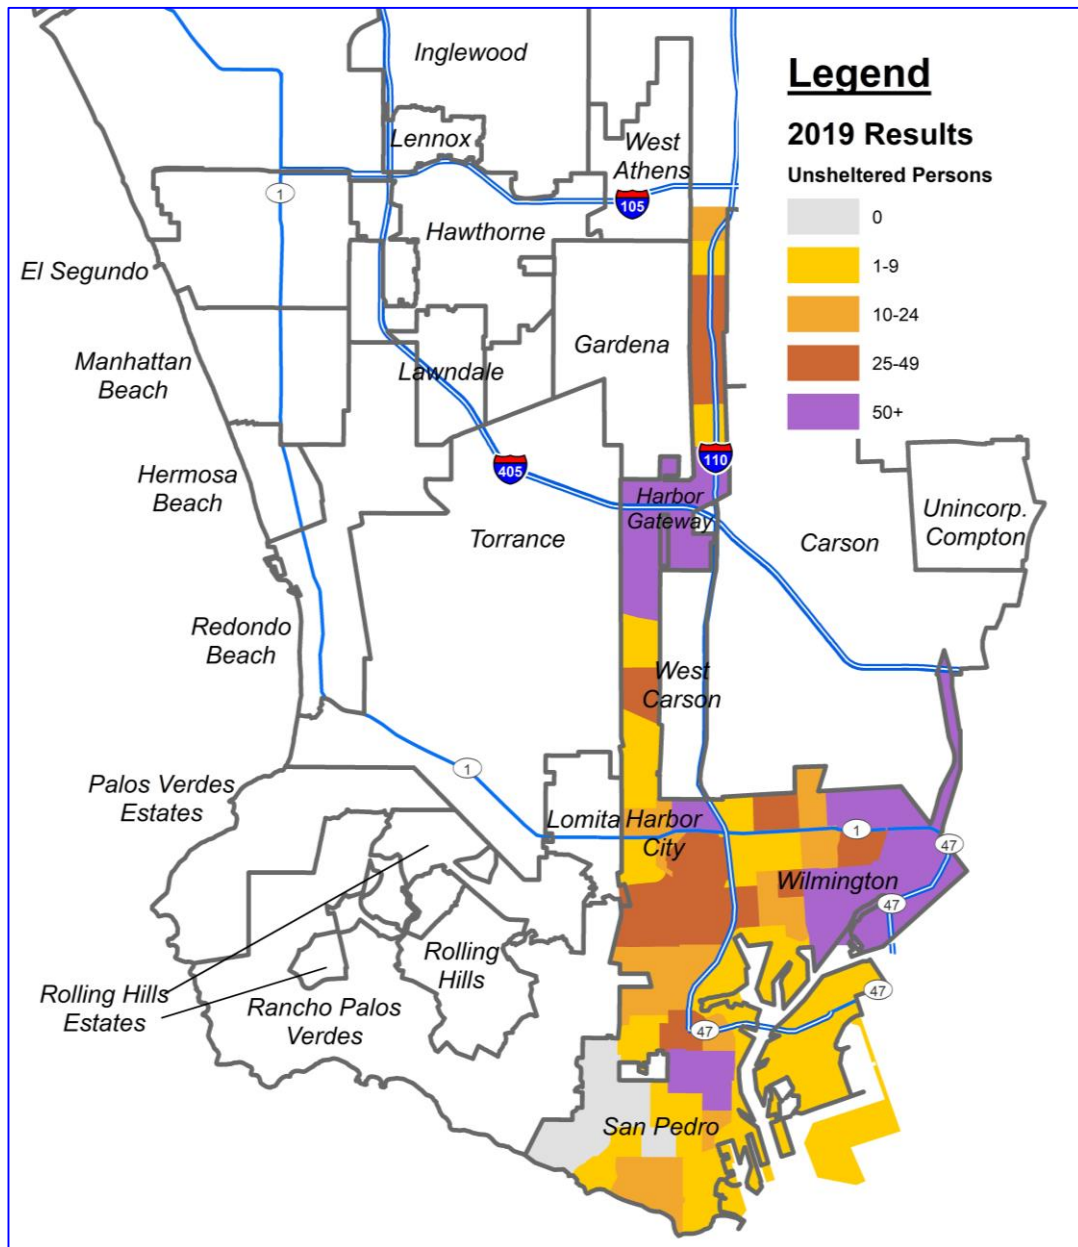 Legend
2019 Results
Unsheltered Persons
0
1-9
10-24
25-49
50+
Inglewood
Lennox
West
Athens
1
105
Hawthorne
El Segundo
Gardena
Manhattan
Beach
Lawndale
405
110
Hermosa
Beach
Harbor
Gateway
Torrance
Carson
Unincorp.
Compton
Redondo
Beach
West
Carson
Palos Verdes
Estates
1
Lomita
Harbor
City
1
47
Wilmington
47
Rolling
Hills
Rolling Hills
Estates
Rancho Palos
Verdes
47
47
San Pedro